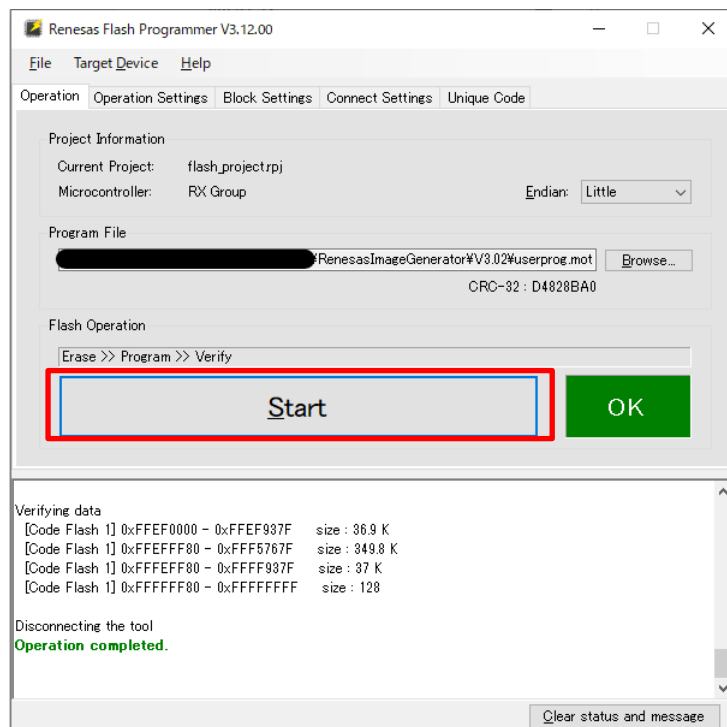 Renesas Flash Programmer V3.12.00
File Target Device Help
Operation Operation Settings Block Settings Connect Settings Unique Code
Project Information
Current Project: flash_project.rpj
Microcontroller: RX Group Endian: Little
Program File
¥RenesasImageGenerator¥V3.02¥userprog.mot Browse...
CRC-32 : D4828BA0
Flash Operation
Erase >> Program >> Verify
Start OK
Verifying data
[Code Flash 1] 0xFFEF0000 - 0xFFEF937F size : 36.9 K
[Code Flash 1] 0xFFEFFF80 - 0xFFF5767F size : 349.8 K
[Code Flash 1] 0xFFFEFF80 - 0xFFFF937F size : 37 K
[Code Flash 1] 0xFFFFFF80 - 0xFFFFFFFF size : 128
Disconnecting the tool
Operation completed.
Clear status and message